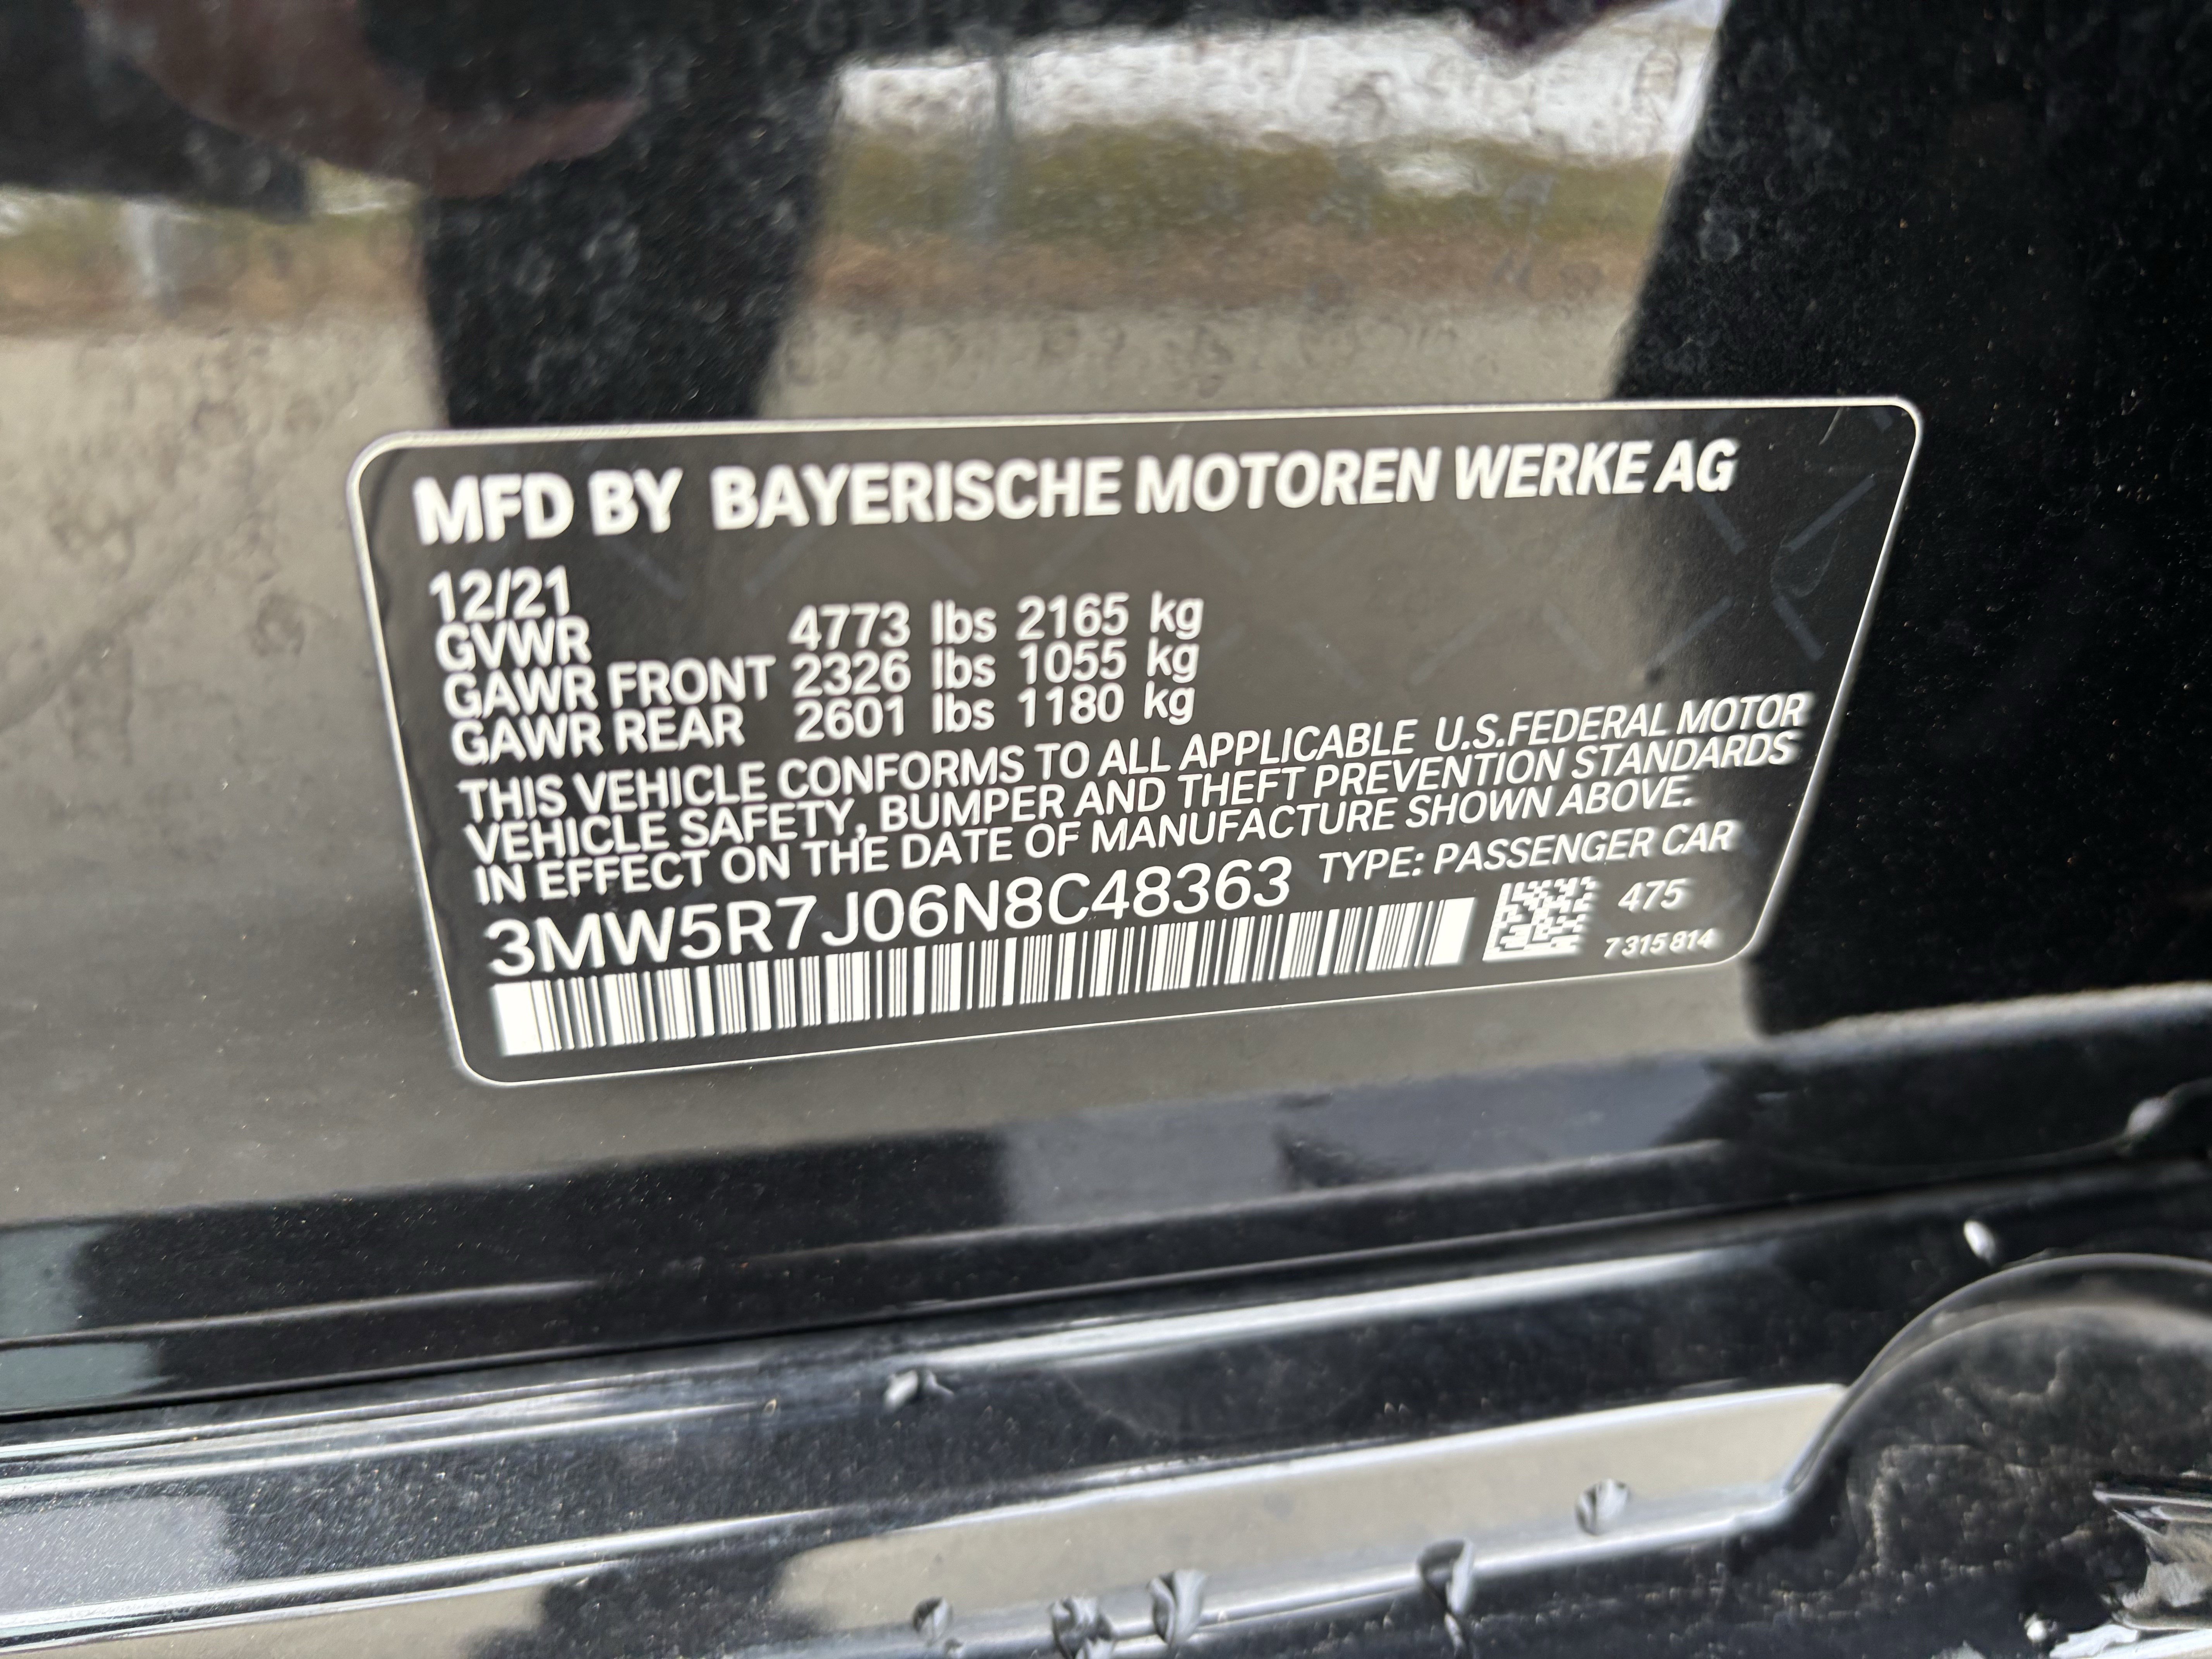 MFD BY BAYERISCHE MOTOREN WERKE AG
12/21
GVWR 4773 lbs 2165 kg
GAWR FRONT 2326 lbs 1055 kg
GAWR REAR 2601 lbs 1180 kg
THIS VEHICLE CONFORMS TO ALL APPLICABLE U.S.FEDERAL MOTOR
VEHICLE SAFETY, BUMPER AND THEFT PREVENTION STANDARDS
IN EFFECT ON THE DATE OF MANUFACTURE SHOWN ABOVE.
3MW5R7J06N8C48363 TYPE: PASSENGER CAR
475
7 315 814